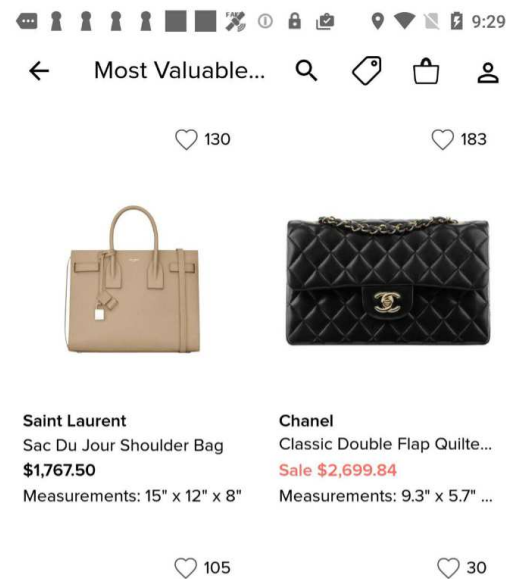 9:29
Most Valuable...
130
183
Saint Laurent
Sac Du Jour Shoulder Bag
$1,767.50
Measurements: 15" x 12" x 8"
Chanel
Classic Double Flap Quilte...
Sale $2,699.84
Measurements: 9.3" x 5.7" ...
105
30